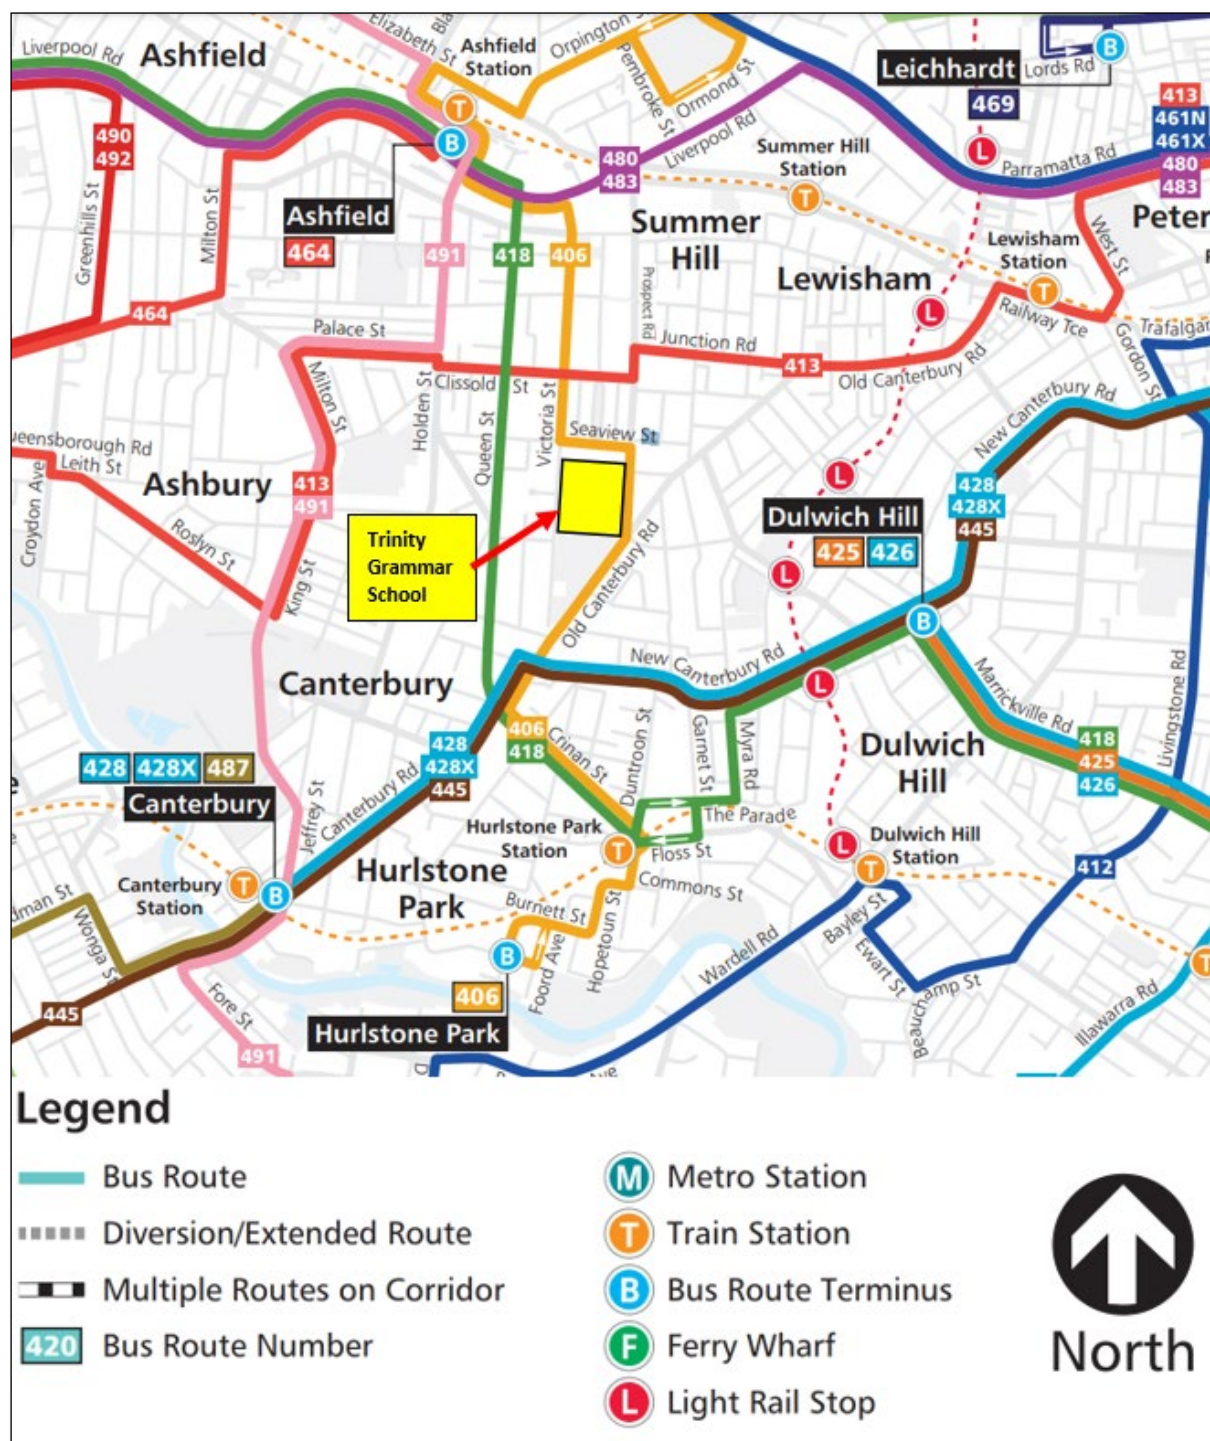 Liverpool Rd
Ashfield
Elizabeth St
Bla
Ashfield
Station
Orpington
Pembroke St
Ormond St
Leichhardt
469
Lords Rd
B
413
461N
461X
480
483
490
492
T
B
480
483
Liverpool Rd
Summer Hill
Station
T
L
Parramatta Rd
Greenhills St
Milton St
Ashfield
464
491
418
406
Summer
Hill
Lewisham
Lewisham
Station
T
West St
Peter
464
Palace St
Prospect Rd
Junction Rd
413
Old Canterbury Rd
L
Railway Tce
Trafalgar
Gordon St
Milton St
Holden St
Clissold St
Queen St
Victoria St
Seaview St
New Canterbury Rd
ueensborough Rd
Leith St
Croydon Ave
Ashbury
413
491
Roslyn St
King St
Trinity
Grammar
School
Old Canterbury Rd
L
Dulwich Hill
425
426
L
428
428X
445
B
Canterbury
New Canterbury Rd
L
Marrickville Rd
Livingstone Rd
428
428X
487
Canterbury
Jeffrey St
Canterbury Rd
428
428X
445
406
418
Crinan St
Duntroon St
Garnet St
Myra Rd
Dulwich
Hill
418
425
426
e
Hurlstone Park
Station
T
The Parade
Floss St
L
Dulwich Hill
Station
T
412
Canterbury
Station
T
B
Hurlstone
Park
Commons St
Burnett St
dman St
Wonga St
B
Foord Ave
Hopetoun St
Wardell Rd
Bayley St
Ewart St
Beauchamp St
T
Illawarra Rd
445
Fore St
491
406
Hurlstone Park
D
Ave
Legend
Bus Route
Diversion/Extended Route
Multiple Routes on Corridor
420 Bus Route Number
M Metro Station
T Train Station
B Bus Route Terminus
F Ferry Wharf
L Light Rail Stop
North